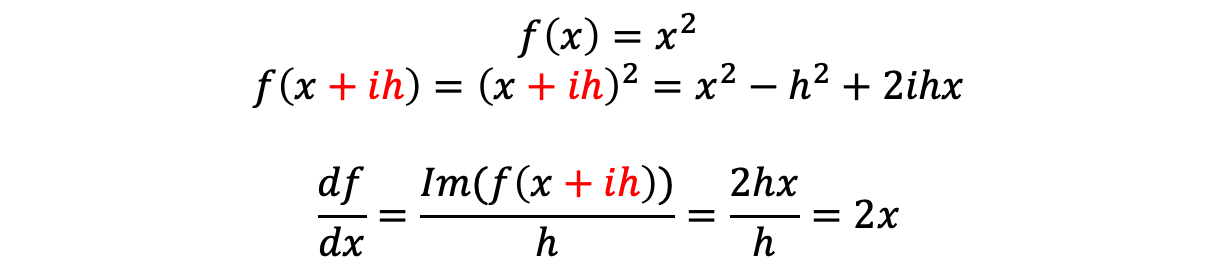 f(x) = x²
f(x + ih) = (x + ih)² = x² − h² + 2ihx
df/dx = Im(f(x + ih))/h = 2hx/h = 2x